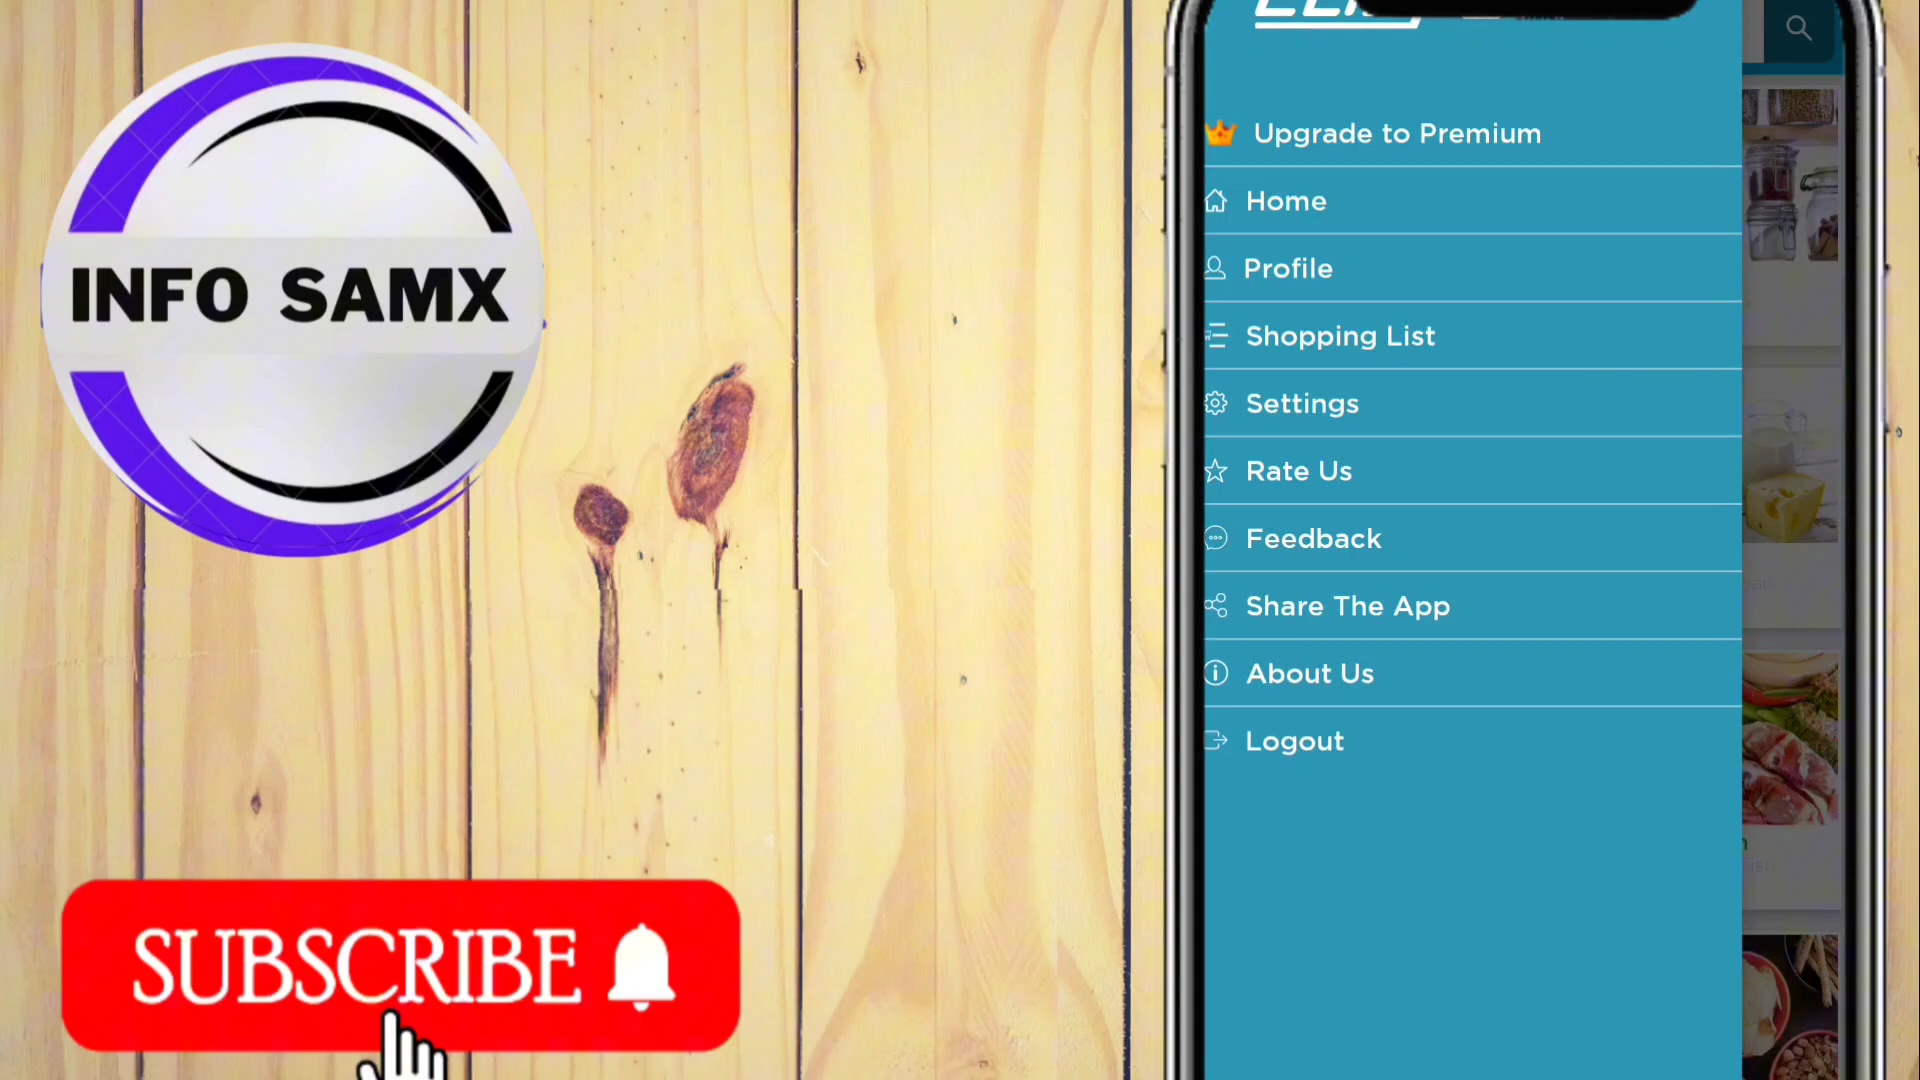 INFO SAMX
SUBSCRIBE
Upgrade to Premium
Home
Profile
Shopping List
Settings
Rate Us
Feedback
Share The App
About Us
Logout